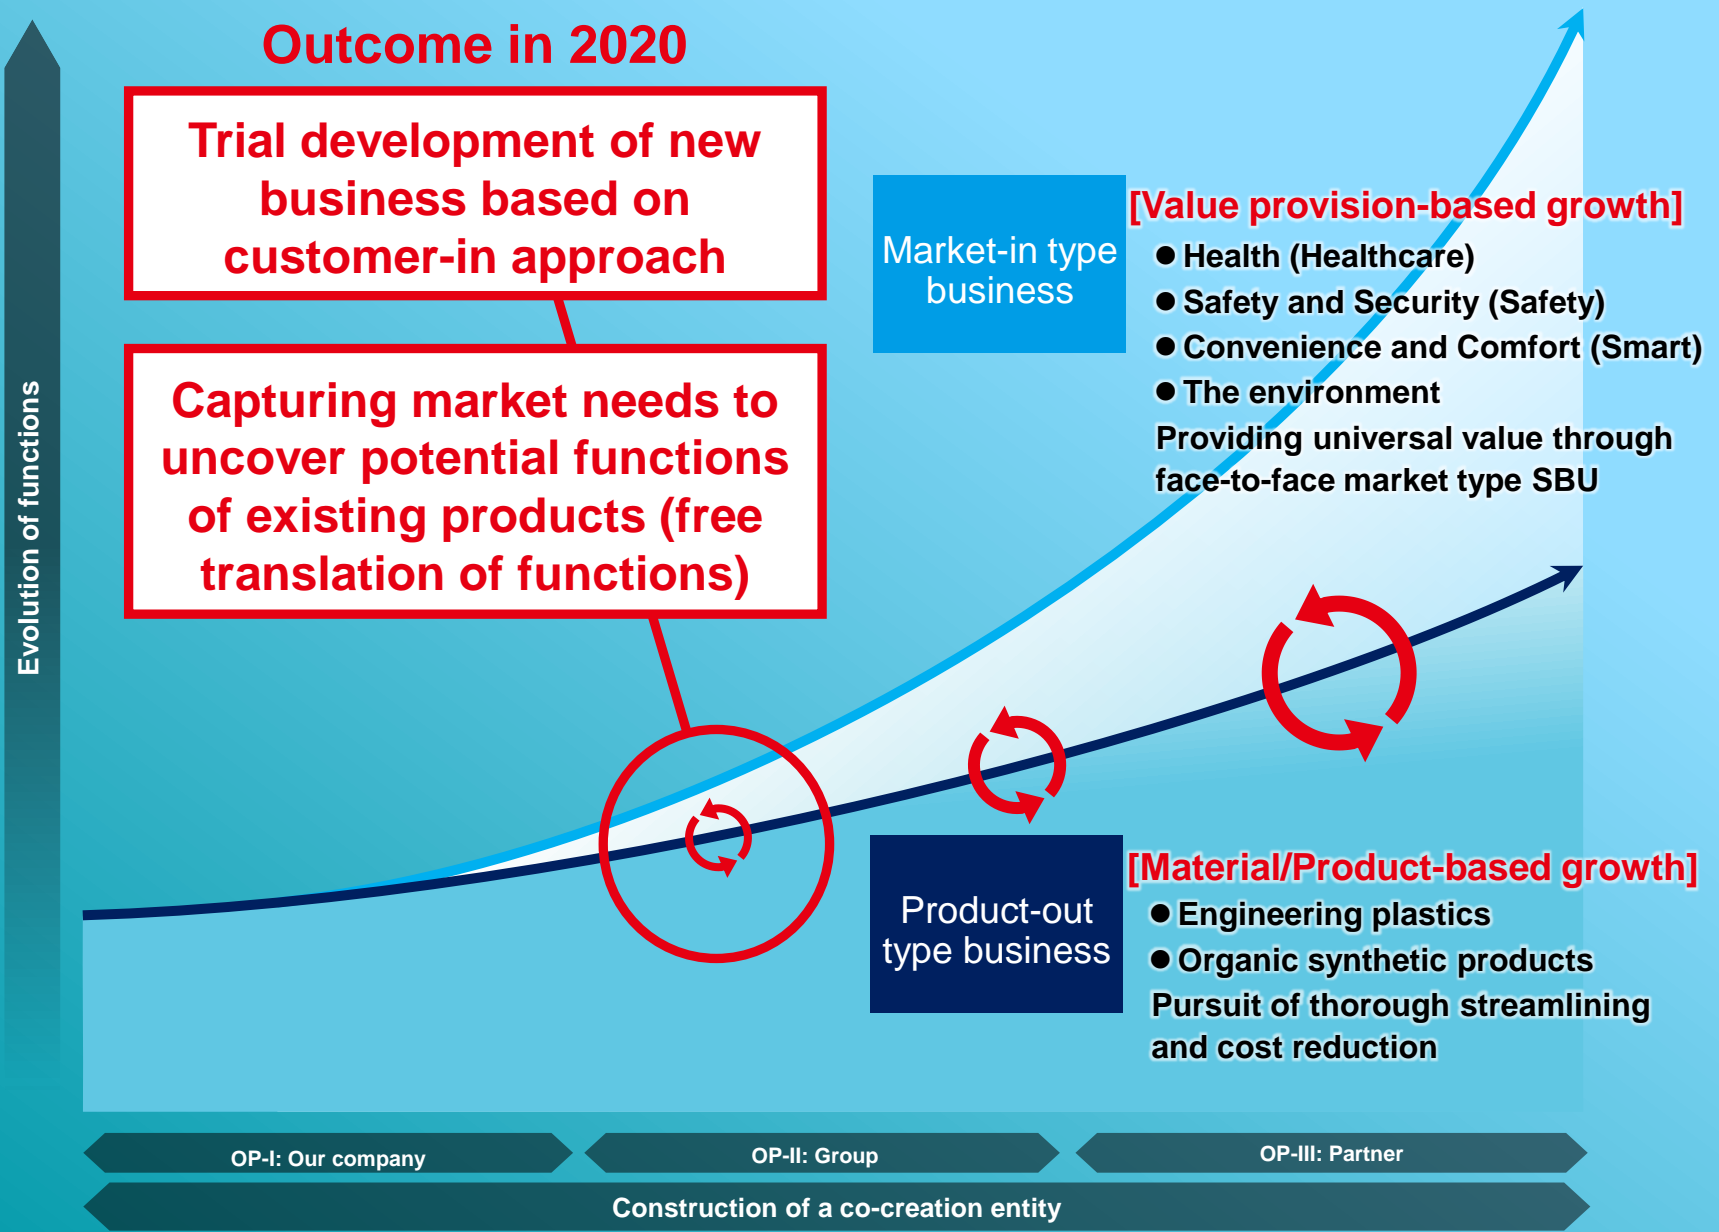 Outcome in 2020
Trial development of new
business based on
customer-in approach
Capturing market needs to
uncover potential functions
of existing products (free
translation of functions)
Evolution of functions
Market-in type
business
[Value provision-based growth]
● Health (Healthcare)
● Safety and Security (Safety)
● Convenience and Comfort (Smart)
● The environment
Providing universal value through
face-to-face market type SBU
Product-out
type business
[Material/Product-based growth]
● Engineering plastics
● Organic synthetic products
Pursuit of thorough streamlining
and cost reduction
OP-I: Our company
OP-II: Group
OP-III: Partner
Construction of a co-creation entity